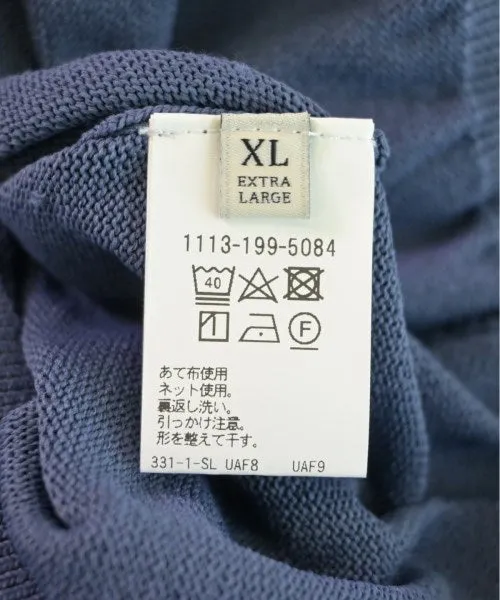 XL
EXTRA
LARGE
1113-199-5084
40
F
あて布使用
ネット使用。
裏返し洗い。
引っかけ注意。
形を整えて干す。
331-1-SL UAF8 UAF9